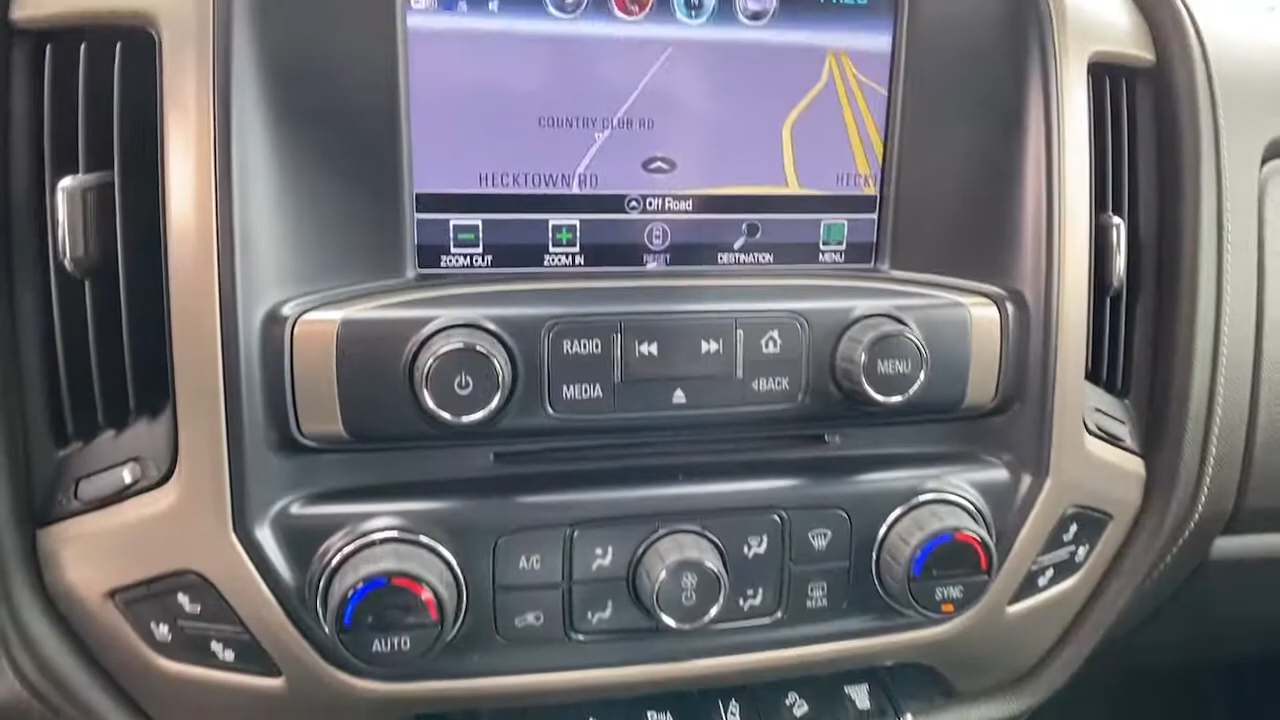 N
COUNTRY CLUB RD
HECKTOWN RD
Off Road
ZOOM OUT
ZOOM IN
RESET
DESTINATION
MENU
RADIO
MEDIA
BACK
MENU
A/C
REAR
AUTO
SYNC